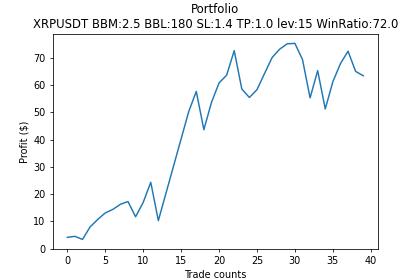 Portfolio
XRPUSDT BBM:2.5 BBL:180 SL:1.4 TP:1.0 lev:15 WinRatio:72.0
Profit ($)
70
60
50
40
30
20
10
0
0 5 10 15 20 25 30 35 40
Trade counts